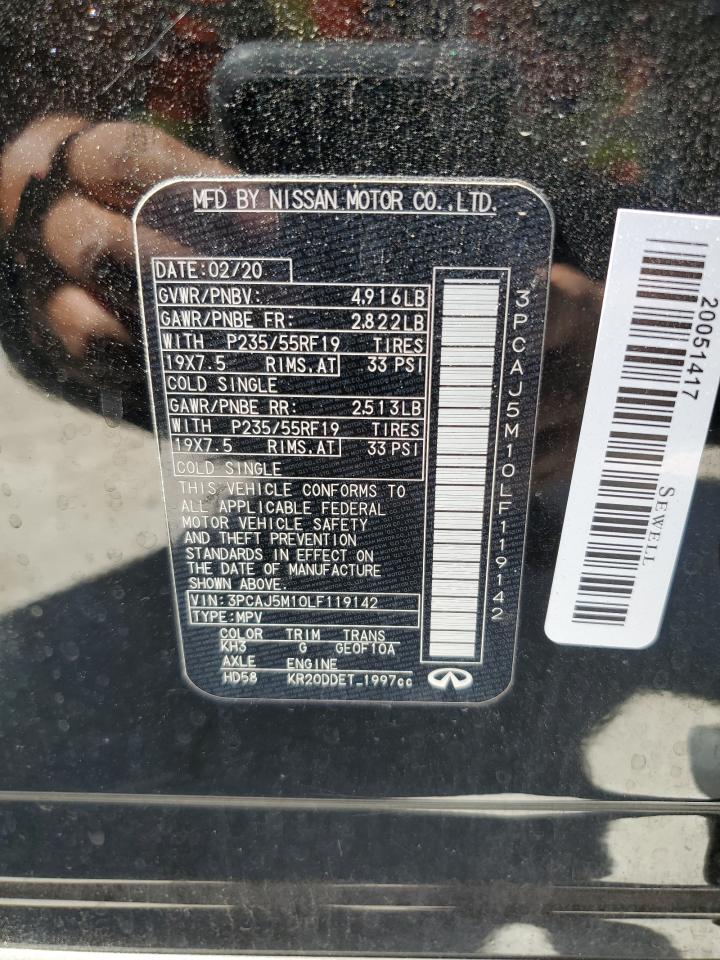 MFD BY NISSAN MOTOR CO.,LTD.
DATE:02/20
GVWR/PNBV: 4,916LB
GAWR/PNBE FR: 2,822LB
WITH P235/55RF19 TIRES
19X7.5 RIMS,AT 33 PSI
COLD SINGLE
GAWR/PNBE RR: 2,513LB
WITH P235/55RF19 TIRES
19X7.5 RIMS,AT 33 PSI
COLD SINGLE
THIS VEHICLE CONFORMS TO
ALL APPLICABLE FEDERAL
MOTOR VEHICLE SAFETY
AND THEFT PREVENTION
STANDARDS IN EFFECT ON
THE DATE OF MANUFACTURE
SHOWN ABOVE.
VIN:3PCAJ5M10LF119142
TYPE:MPV
COLOR TRIM TRANS
KH3 G GE0F10A
AXLE ENGINE
HD58 KR20DDET_1997cc
3PCAJ5M10LF119142
20051417
SEWELL